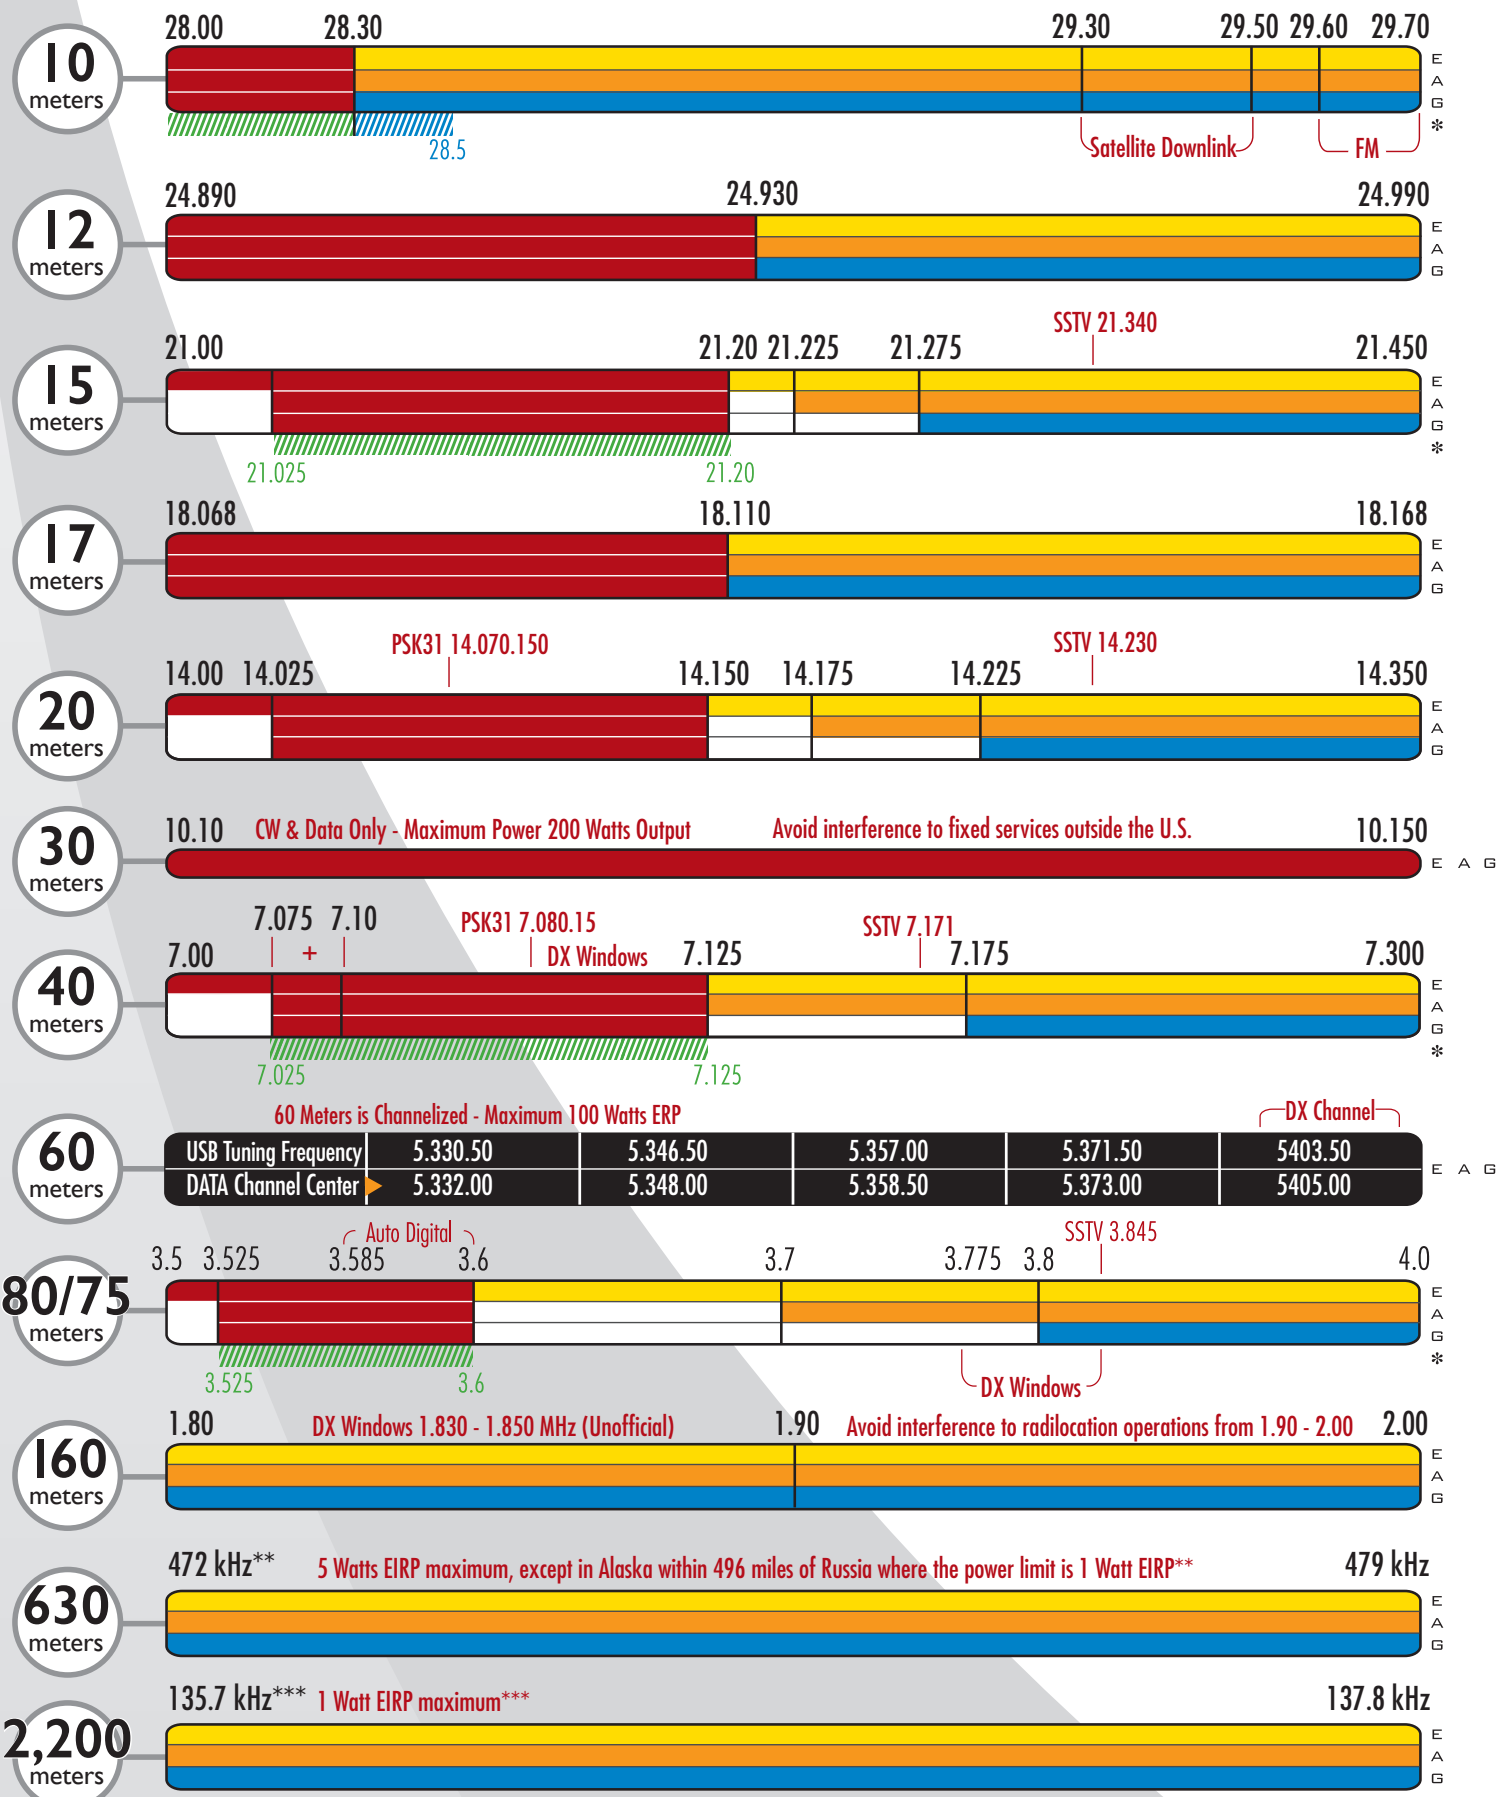 28.00 28.30 29.30 29.50 29.60 29.70
10
meters
E
A
G
*
28.5
Satellite Downlink
FM
24.890 24.930 24.990
12
meters
E
A
G
SSTV 21.340
21.00 21.20 21.225 21.275 21.450
15
meters
E
A
G
*
21.025 21.20
18.068 18.110 18.168
17
meters
E
A
G
PSK31 14.070.150 SSTV 14.230
14.00 14.025 14.150 14.175 14.225 14.350
20
meters
E
A
G
10.10 CW & Data Only - Maximum Power 200 Watts Output Avoid interference to fixed services outside the U.S. 10.150
30
meters
E A G
7.075 7.10 PSK31 7.080.15 SSTV 7.171
7.00 + DX Windows 7.125 7.175 7.300
40
meters
E
A
G
*
7.025 7.125
60 Meters is Channelized - Maximum 100 Watts ERP DX Channel
60
meters
USB Tuning Frequency 5.330.50 5.346.50 5.357.00 5.371.50 5403.50
DATA Channel Center 5.332.00 5.348.00 5.358.50 5.373.00 5405.00
E A G
Auto Digital SSTV 3.845
3.5 3.525 3.585 3.6 3.7 3.775 3.8 4.0
80/75
meters
E
A
G
*
3.525 3.6
DX Windows
1.80 DX Windows 1.830 - 1.850 MHz (Unofficial) 1.90 Avoid interference to radilocation operations from 1.90 - 2.00 2.00
160
meters
E
A
G
472 kHz** 5 Watts EIRP maximum, except in Alaska within 496 miles of Russia where the power limit is 1 Watt EIRP** 479 kHz
630
meters
E
A
G
135.7 kHz*** 1 Watt EIRP maximum*** 137.8 kHz
2,200
meters
E
A
G